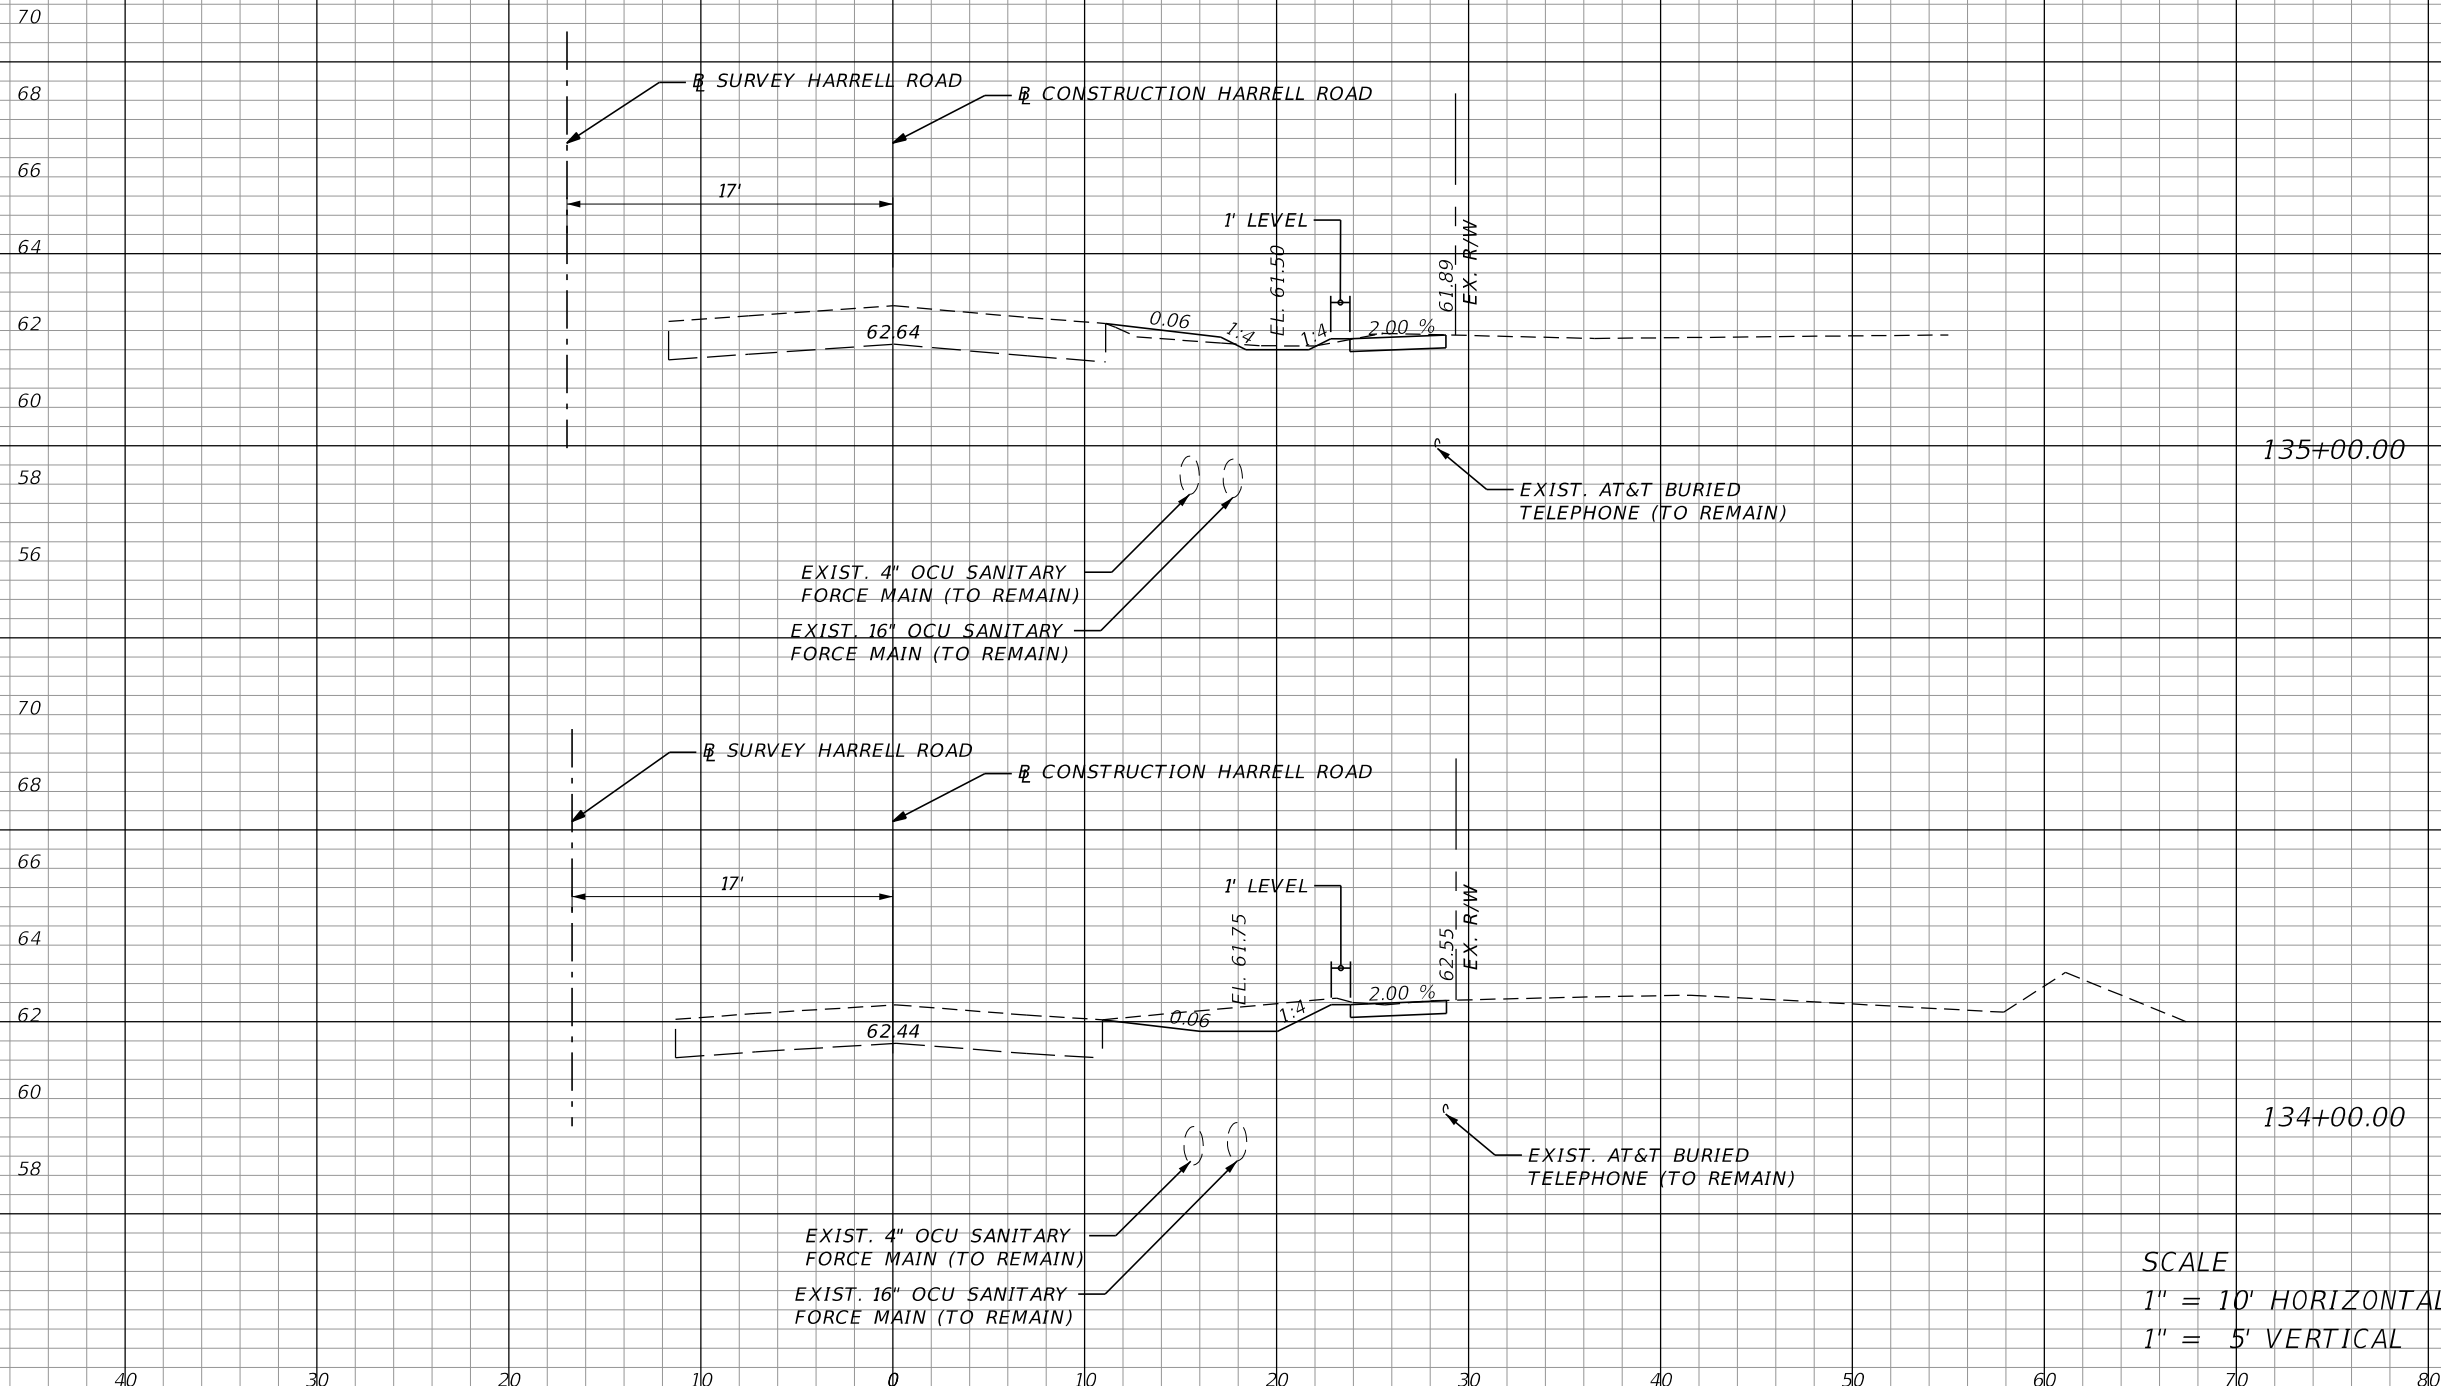 70
68
66
64
62
60
58
56
B̲L̲ SURVEY HARRELL ROAD
B̲L̲ CONSTRUCTION HARRELL ROAD
17'
1' LEVEL
EL. 61.50
61.89
EX. R/W
62.64
0.06
1:4
1:4
2.00 %
135+00.00
EXIST. AT&T BURIED
TELEPHONE (TO REMAIN)
EXIST. 4" OCU SANITARY
FORCE MAIN (TO REMAIN)
EXIST. 16" OCU SANITARY
FORCE MAIN (TO REMAIN)
70
68
66
64
62
60
58
BL SURVEY HARRELL ROAD
BL CONSTRUCTION HARRELL ROAD
17'
1' LEVEL
EL. 61.75
62.55
EX. R/W
62.44
0.06
1:4
2.00 %
134+00.00
EXIST. AT&T BURIED
TELEPHONE (TO REMAIN)
EXIST. 4" OCU SANITARY
FORCE MAIN (TO REMAIN)
EXIST. 16" OCU SANITARY
FORCE MAIN (TO REMAIN)
SCALE
1" = 10' HORIZONTAL
1" = 5' VERTICAL
40 30 20 10 0 10 20 30 40 50 60 70 80